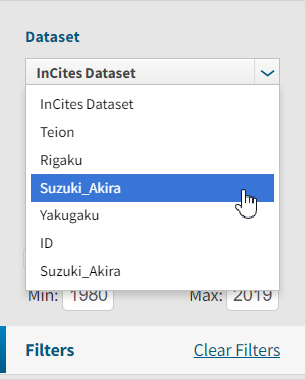 Dataset
InCites Dataset
InCites Dataset
Teion
Rigaku
Suzuki_Akira
Yakugaku
ID
Suzuki_Akira
Min: 1980 Max: 2019
Filters Clear Filters